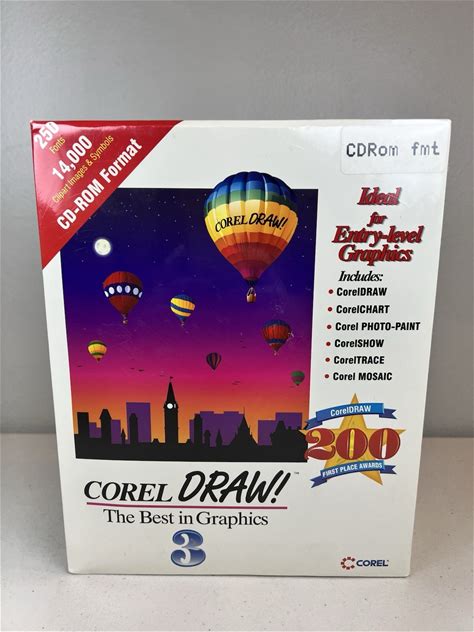 250
Fonts
14,000
Clipart Images & Symbols
CD-ROM Format
CDRom fmt
Ideal
for
Entry-level
Graphics
Includes:
• CorelDRAW
• CorelCHART
• Corel PHOTO-PAINT
• CorelSHOW
• CorelTRACE
• Corel MOSAIC
COREL DRAW!
CorelDRAW
200
FIRST PLACE AWARDS
COREL DRAW!™
The Best in Graphics
3
COREL